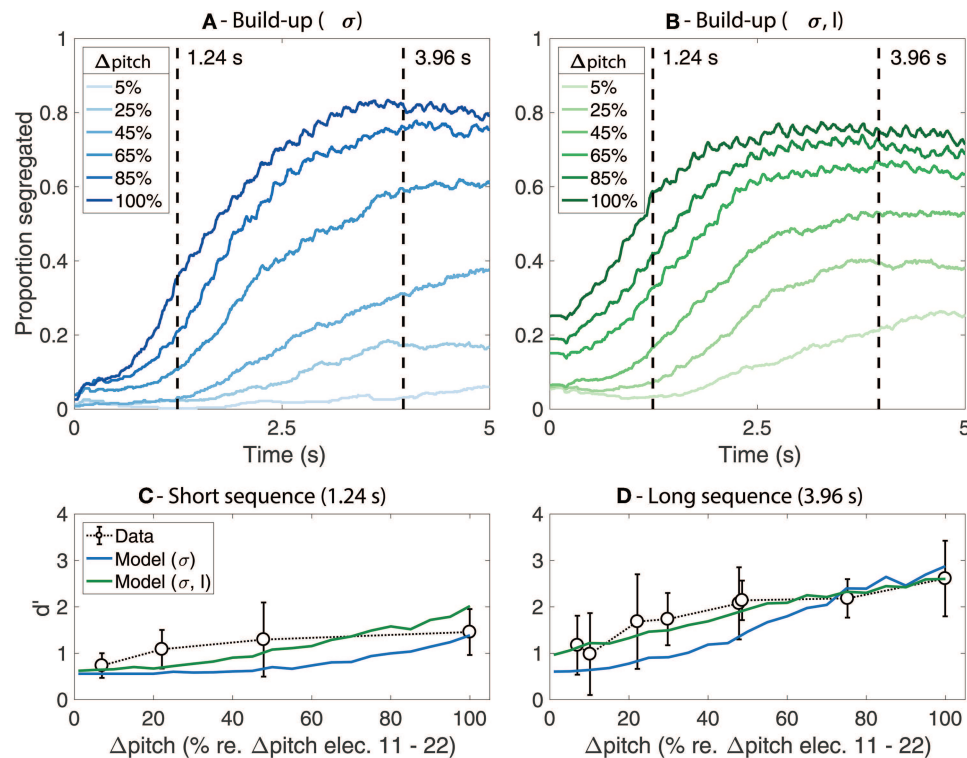 A - Build-up ( σ)
1
0.8
0.6
0.4
0.2
0
Proportion segregated
Δpitch
5%
25%
45%
65%
85%
100%
1.24 s
3.96 s
0
2.5
5
Time (s)
B - Build-up ( σ, I)
1
0.8
0.6
0.4
0.2
0
Δpitch
5%
25%
45%
65%
85%
100%
1.24 s
3.96 s
0
2.5
5
Time (s)
C - Short sequence (1.24 s)
4
3
2
1
0
d'
Data
Model (σ)
Model (σ, I)
0
20
40
60
80
100
Δpitch (% re. Δpitch elec. 11 - 22)
D - Long sequence (3.96 s)
4
3
2
1
0
0
20
40
60
80
100
Δpitch (% re. Δpitch elec. 11 - 22)